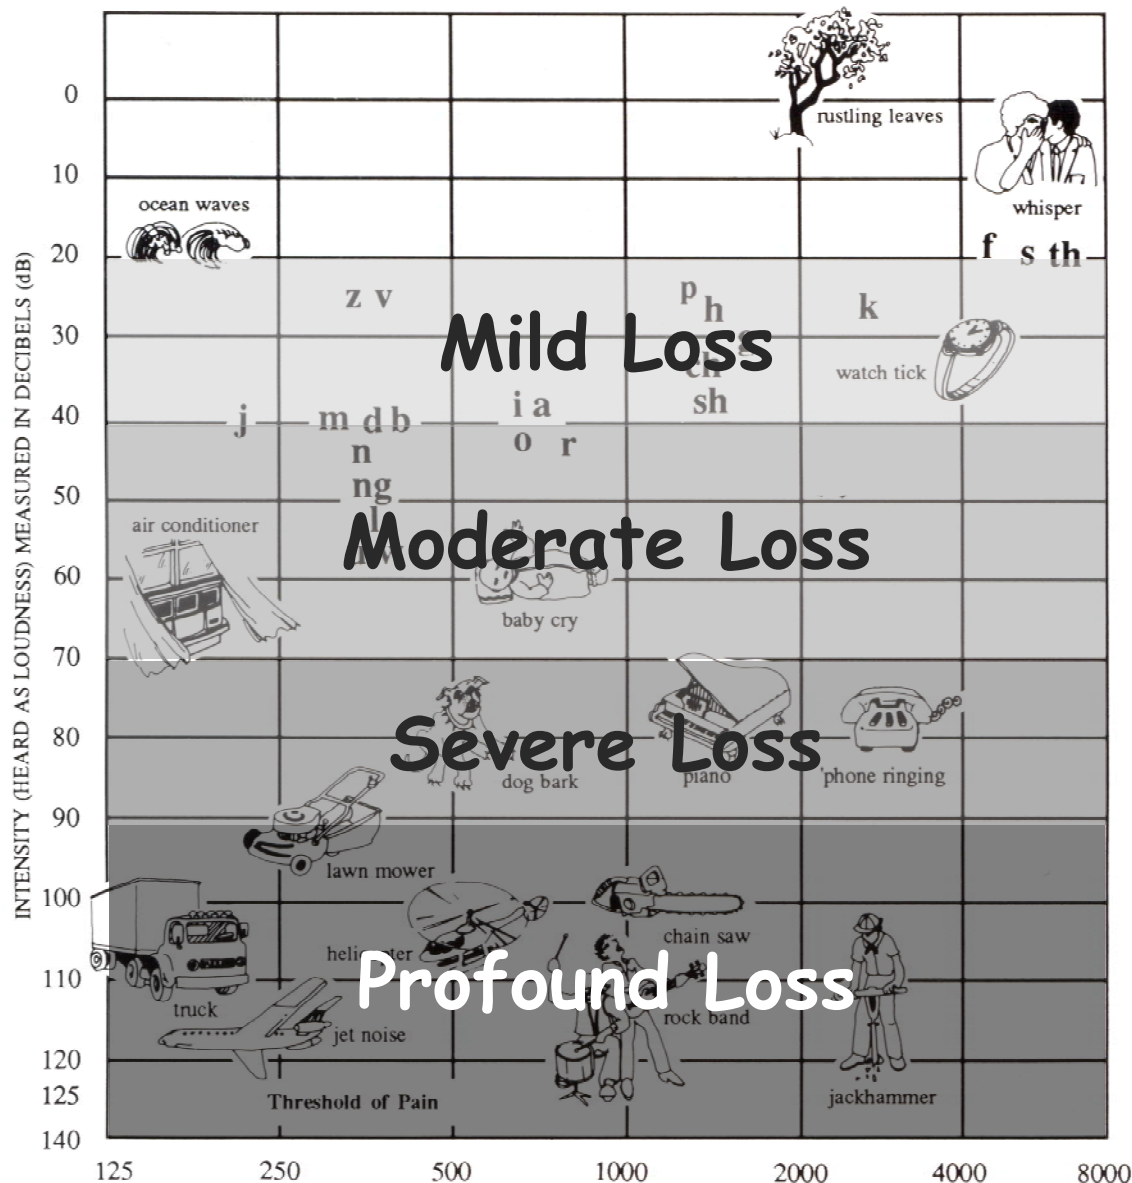 0
rustling leaves
10
ocean waves
whisper
20
f s th
z v
p
h
k
30
Mild Loss
g
ch
watch tick
40
j
m d b
i a
sh
n
o
r
50
ng
l
air conditioner
Moderate Loss
60
baby cry
70
80
Severe Loss
dog bark
piano
'phone ringing
90
lawn mower
100
chain saw
helicopter
110
Profound Loss
truck
rock band
jet noise
120
125
Threshold of Pain
jackhammer
140
125 250 500 1000 2000 4000 8000
INTENSITY (HEARD AS LOUDNESS) MEASURED IN DECIBELS (dB)